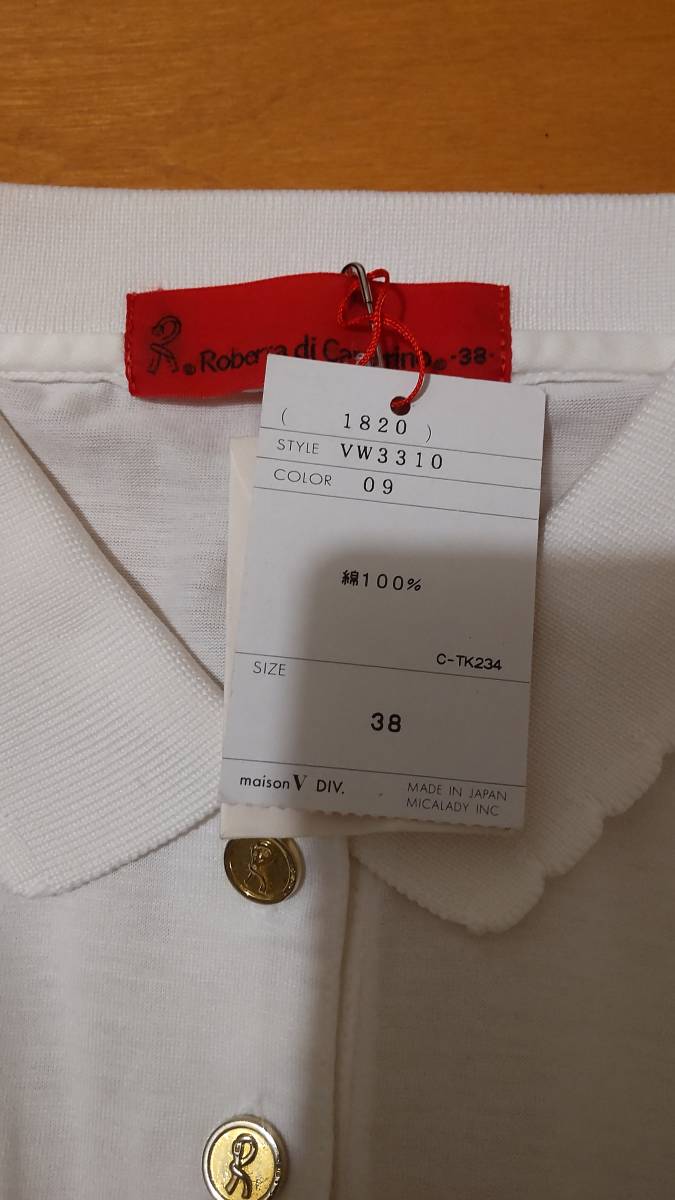 R® Roberta di Camerino® ·38·
( 1820 )
STYLE VW3310
COLOR 09
綿100%
C-TK234
SIZE
38
maison V DIV.
MADE IN JAPAN
MICALADY INC